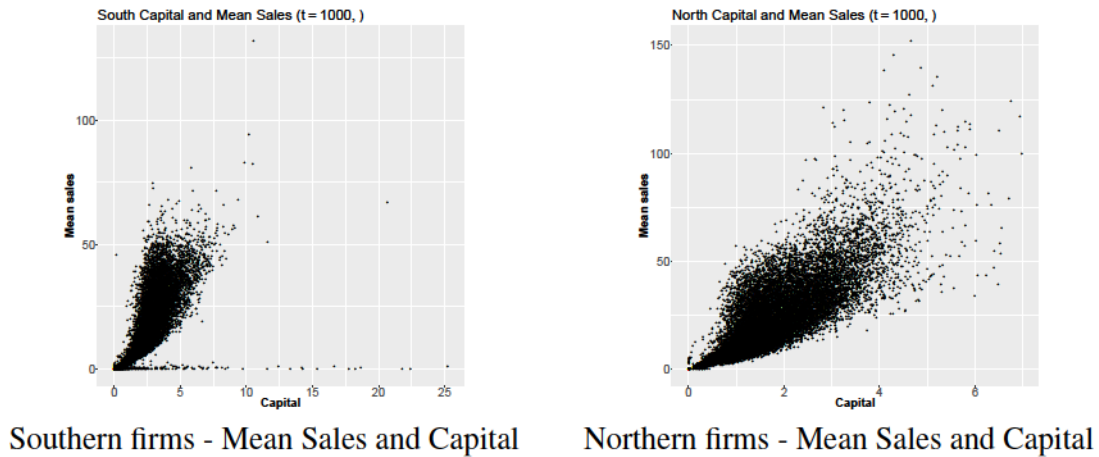 South Capital and Mean Sales (t = 1000, )
Mean sales
100
50
0
0 5 10 15 20 25
Capital
Southern firms - Mean Sales and Capital
North Capital and Mean Sales (t = 1000, )
Mean sales
150
100
50
0
0 2 4 6
Capital
Northern firms - Mean Sales and Capital